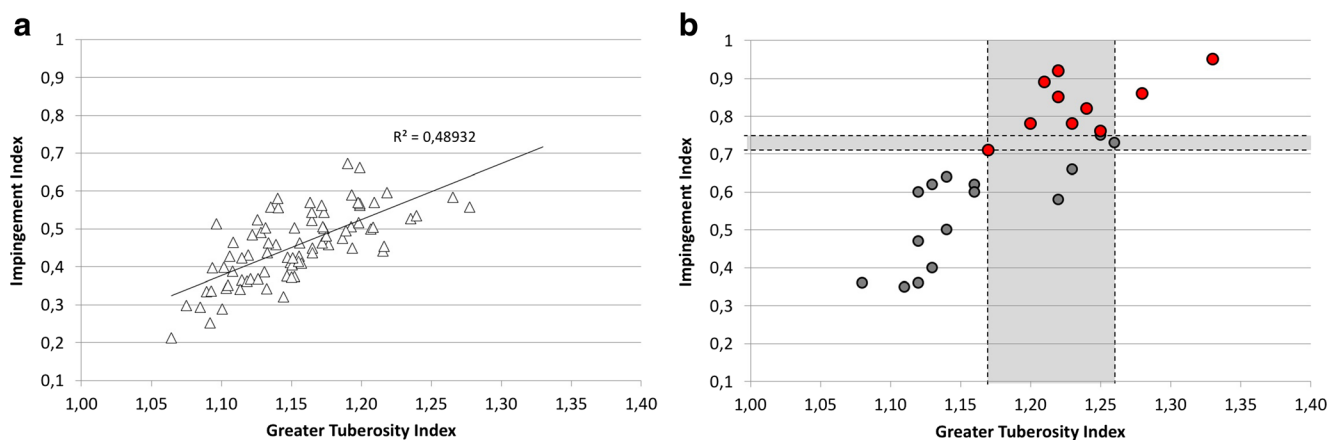 a
Impingement Index
1
0,9
0,8
0,7
0,6
0,5
0,4
0,3
0,2
0,1
R² = 0,48932
1,00 1,05 1,10 1,15 1,20 1,25 1,30 1,35 1,40
Greater Tuberosity Index
b
Impingement Index
1
0,9
0,8
0,7
0,6
0,5
0,4
0,3
0,2
0,1
1,00 1,05 1,10 1,15 1,20 1,25 1,30 1,35 1,40
Greater Tuberosity Index